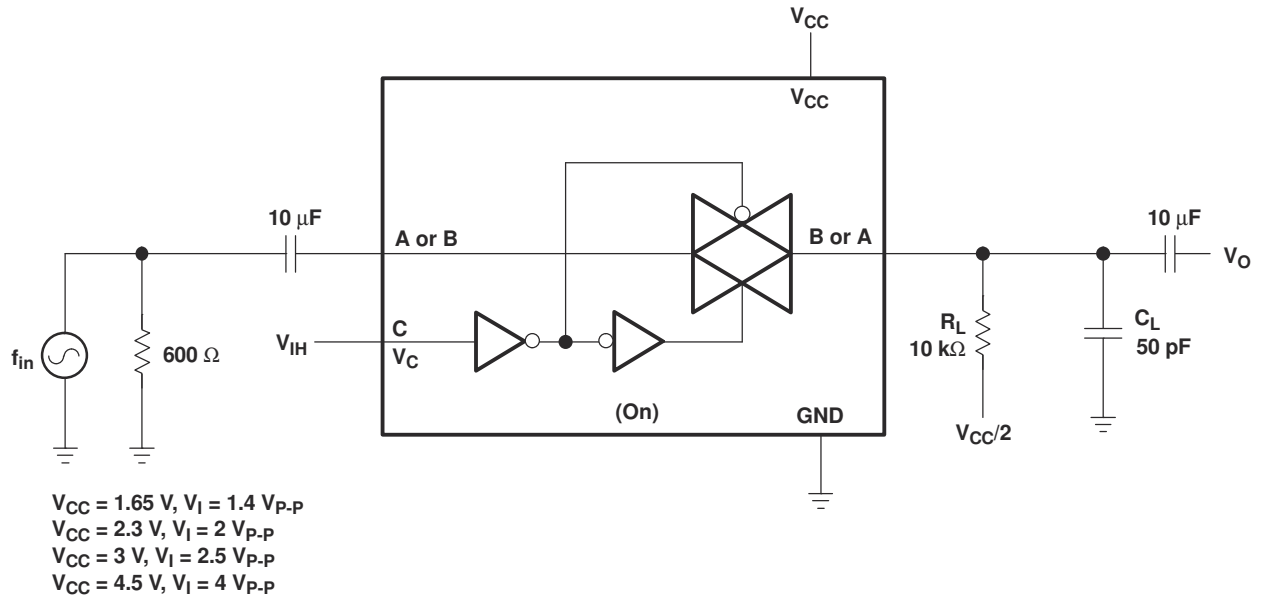 VCC
VCC
10 μF
A or B
B or A
10 μF
VO
fin
600 Ω
VIH
C
VC
RL
10 kΩ
CL
50 pF
(On)
GND
VCC/2
VCC = 1.65 V, VI = 1.4 VP-P
VCC = 2.3 V, VI = 2 VP-P
VCC = 3 V, VI = 2.5 VP-P
VCC = 4.5 V, VI = 4 VP-P